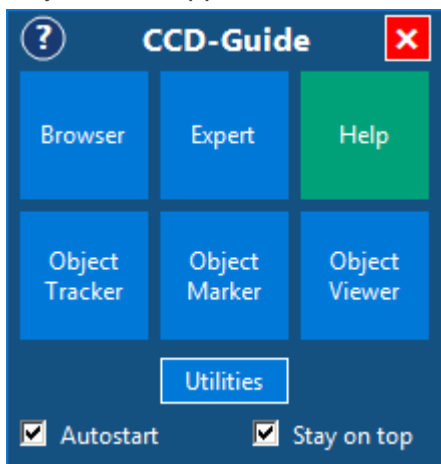 ? CCD-Guide ×
Browser Expert Help
Object Object Object
Tracker Marker Viewer
Utilities
Autostart Stay on top